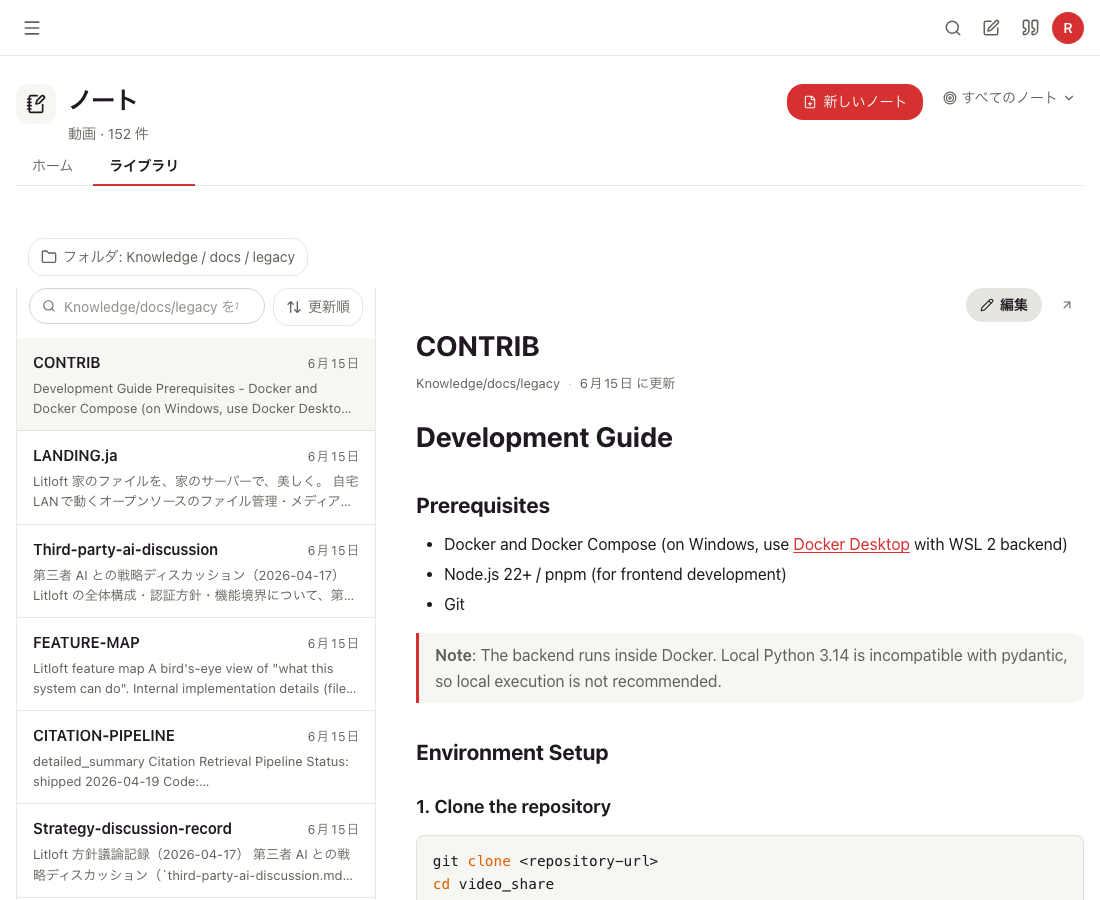 R
ノート
動画 · 152 件
新しいノート
すべてのノート
ホーム
ライブラリ
フォルダ: Knowledge / docs / legacy
Knowledge/docs/legacy を
更新順
CONTRIB
6月15日
Development Guide Prerequisites - Docker and
Docker Compose (on Windows, use Docker Deskto...
LANDING.ja
6月15日
Litloft 家のファイルを、家のサーバーで、美しく。 自宅
LAN で動くオープンソースのファイル管理・メディア...
Third-party-ai-discussion
6月15日
第三者 AI との戦略ディスカッション（2026-04-17）
Litloft の全体構成・認証方針・機能境界について、第...
FEATURE-MAP
6月15日
Litloft feature map A bird's-eye view of "what this
system can do". Internal implementation details (file...
CITATION-PIPELINE
6月15日
detailed_summary Citation Retrieval Pipeline Status:
shipped 2026-04-19 Code:...
Strategy-discussion-record
6月15日
Litloft 方針議論記録（2026-04-17） 第三者 AI との戦
略ディスカッション（`third-party-ai-discussion.md...
編集
CONTRIB
Knowledge/docs/legacy · 6月15日 に更新
Development Guide
Prerequisites
• Docker and Docker Compose (on Windows, use Docker Desktop with WSL 2 backend)
• Node.js 22+ / pnpm (for frontend development)
• Git
Note: The backend runs inside Docker. Local Python 3.14 is incompatible with pydantic,
so local execution is not recommended.
Environment Setup
1. Clone the repository
git clone <repository-url>
cd video_share